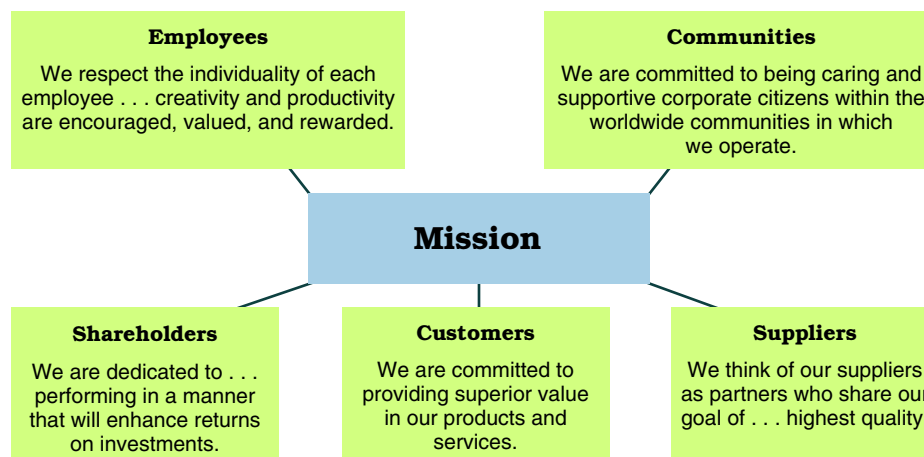 Employees
We respect the individuality of each
employee . . . creativity and productivity
are encouraged, valued, and rewarded.
Communities
We are committed to being caring and
supportive corporate citizens within the
worldwide communities in which
we operate.
Mission
Shareholders
We are dedicated to . . .
performing in a manner
that will enhance returns
on investments.
Customers
We are committed to
providing superior value
in our products and
services.
Suppliers
We think of our suppliers
as partners who share our
goal of . . . highest quality